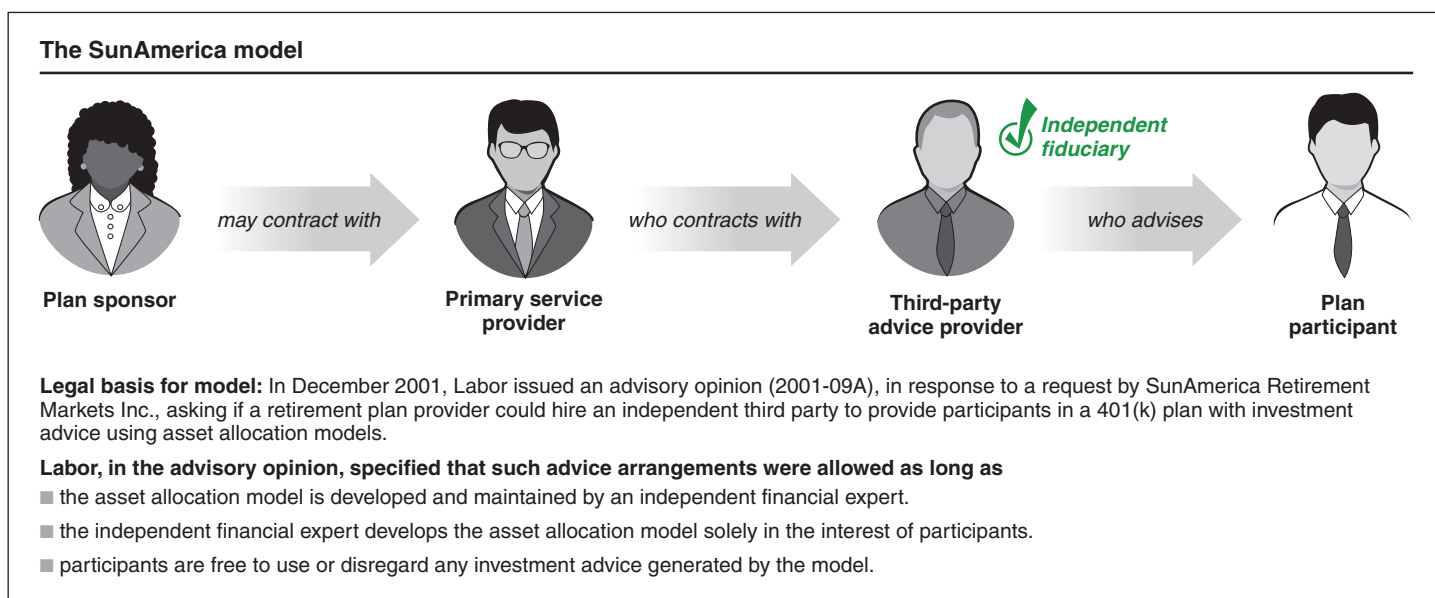 The SunAmerica model
Independent
fiduciary
may contract with
who contracts with
who advises
Plan sponsor
Primary service
provider
Third-party
advice provider
Plan
participant
Legal basis for model: In December 2001, Labor issued an advisory opinion (2001-09A), in response to a request by SunAmerica Retirement
Markets Inc., asking if a retirement plan provider could hire an independent third party to provide participants in a 401(k) plan with investment
advice using asset allocation models.
Labor, in the advisory opinion, specified that such advice arrangements were allowed as long as
■ the asset allocation model is developed and maintained by an independent financial expert.
■ the independent financial expert develops the asset allocation model solely in the interest of participants.
■ participants are free to use or disregard any investment advice generated by the model.